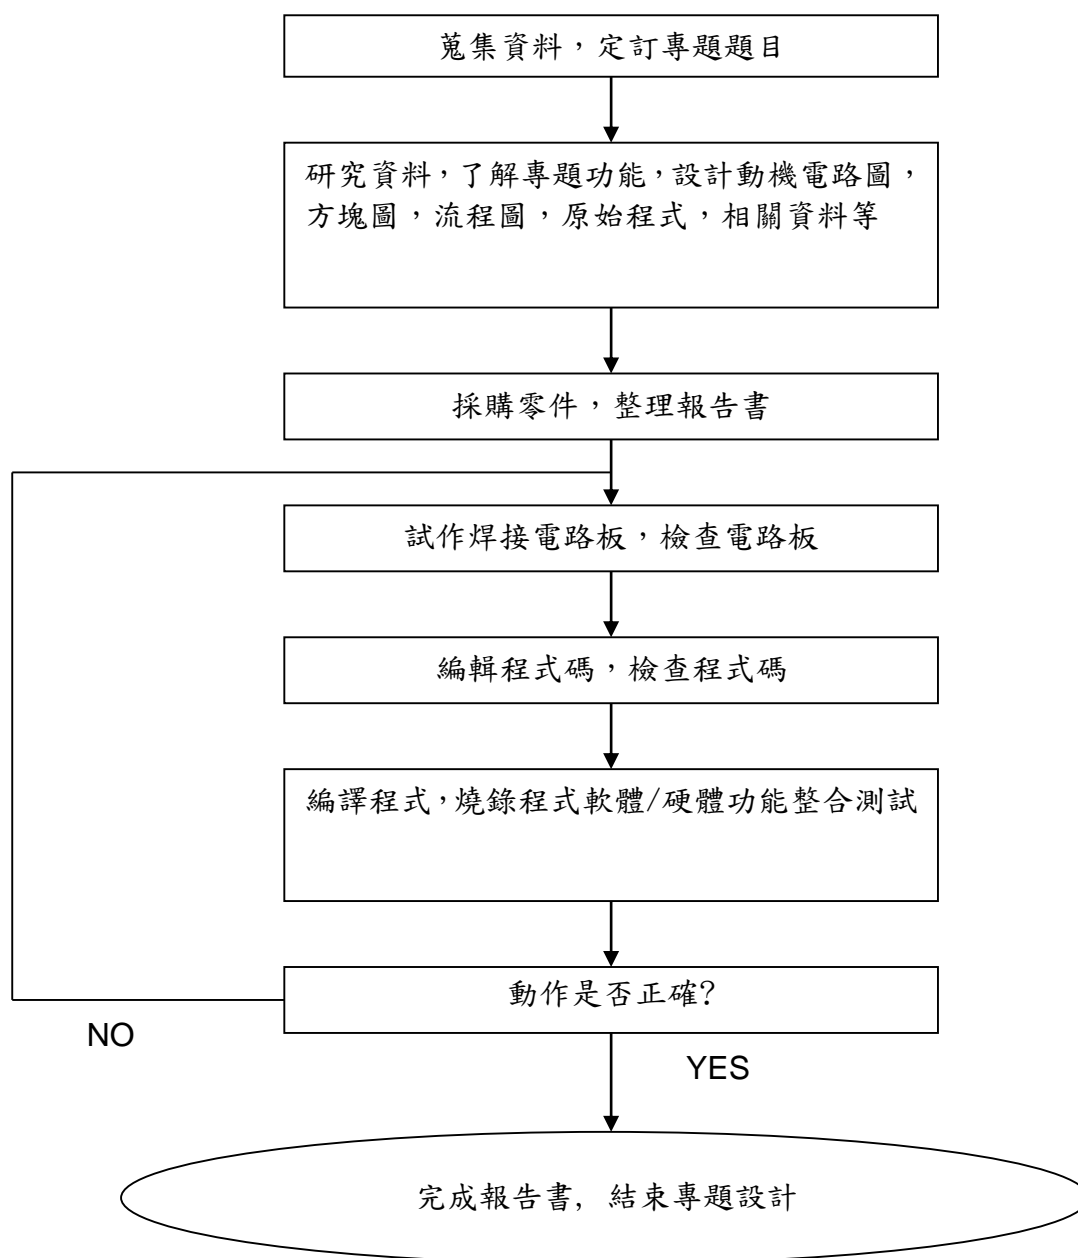 蒐集資料，定訂專題題目
研究資料，了解專題功能，設計動機電路圖，
方塊圖，流程圖，原始程式，相關資料等
採購零件，整理報告書
試作焊接電路板，檢查電路板
編輯程式碼，檢查程式碼
編譯程式，燒錄程式軟體/硬體功能整合測試
動作是否正確?
NO
YES
完成報告書, 結束專題設計